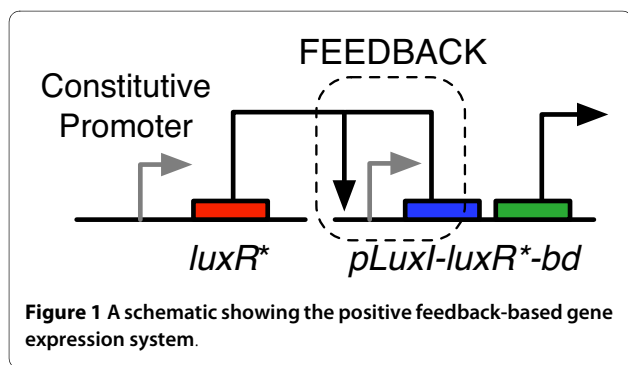 FEEDBACK
Constitutive
Promoter
luxR*
pLuxI-luxR*-bd
Figure 1 A schematic showing the positive feedback-based gene
expression system.